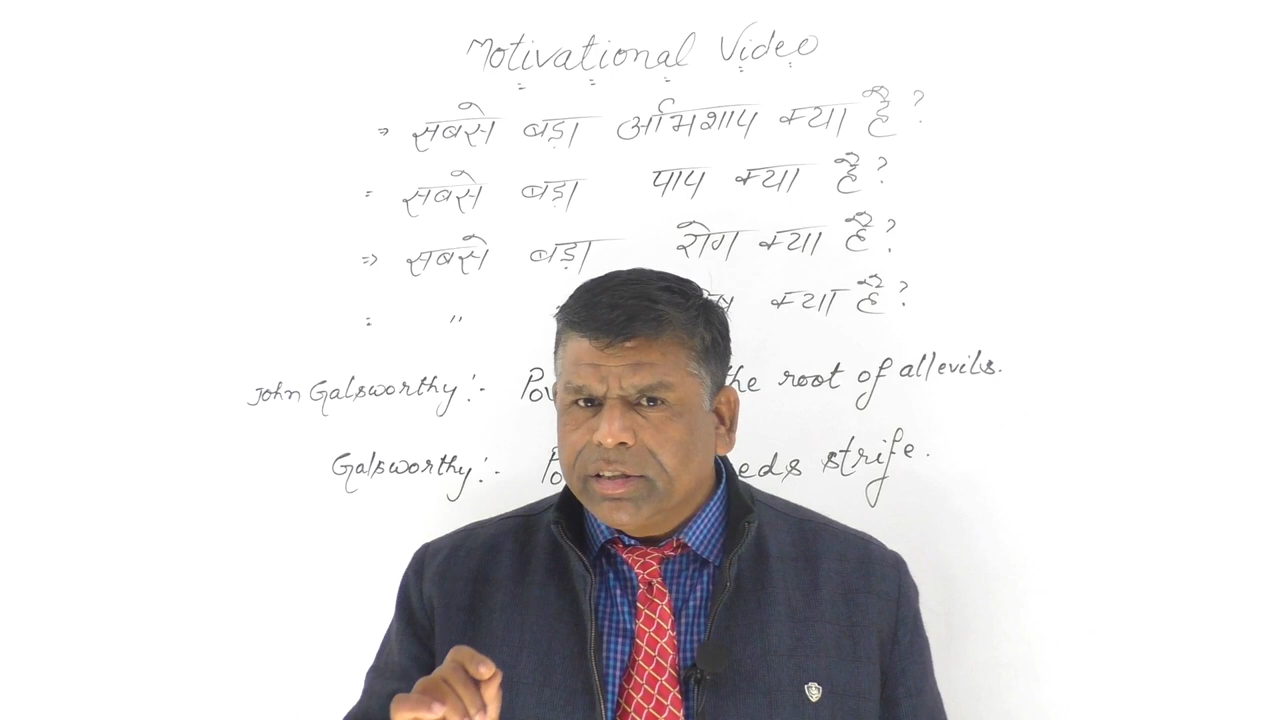 Motivational Video
⇒ सबसे बड़ा अभिशाप क्या है ?
= सबसे बड़ा पाप क्या है ?
⇒ सबसे बड़ा रोग क्या है ?
= " क्या है ?
John Galsworthy :- the root of all evils.
Galsworthy :- strife.